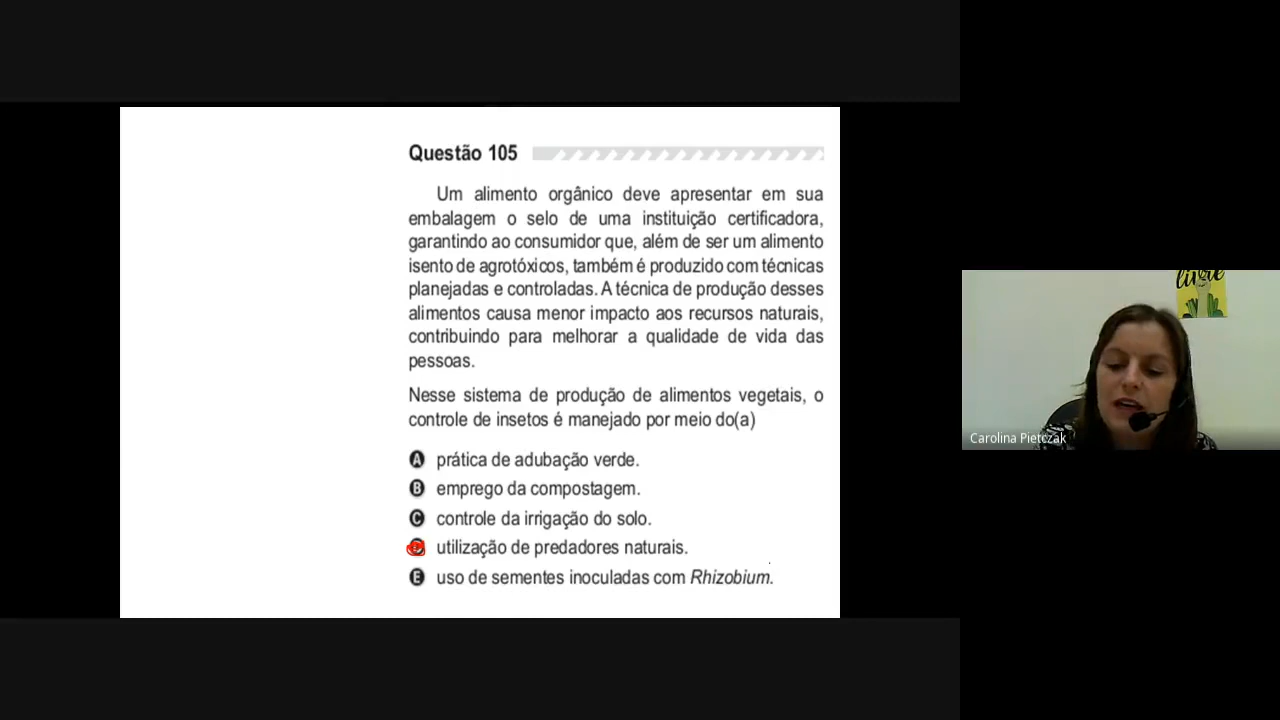 Questão 105
Um alimento orgânico deve apresentar em sua
embalagem o selo de uma instituição certificadora,
garantindo ao consumidor que, além de ser um alimento
isento de agrotóxicos, também é produzido com técnicas
planejadas e controladas. A técnica de produção desses
alimentos causa menor impacto aos recursos naturais,
contribuindo para melhorar a qualidade de vida das
pessoas.
Nesse sistema de produção de alimentos vegetais, o
controle de insetos é manejado por meio do(a)
A prática de adubação verde.
B emprego da compostagem.
C controle da irrigação do solo.
utilização de predadores naturais.
E uso de sementes inoculadas com Rhizobium.
Carolina Pietczak